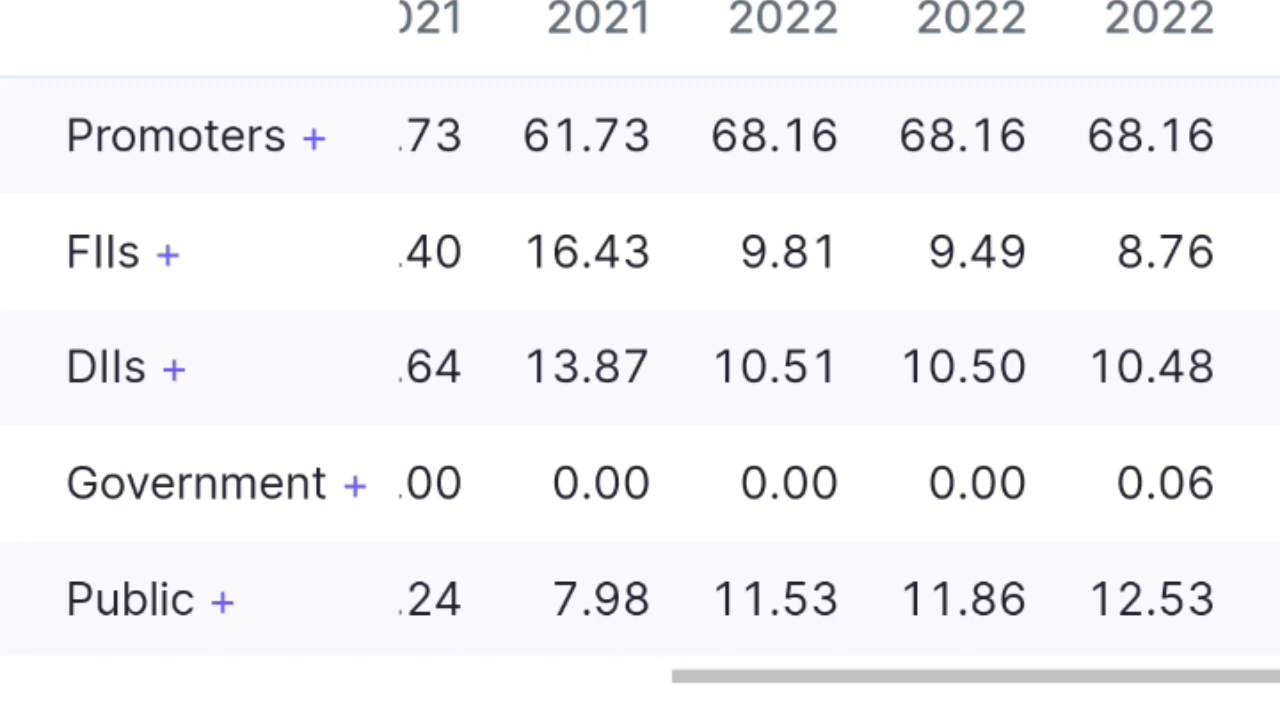 021 2021 2022 2022 2022
Promoters + .73 61.73 68.16 68.16 68.16
FIIs + .40 16.43 9.81 9.49 8.76
DIIs + .64 13.87 10.51 10.50 10.48
Government + .00 0.00 0.00 0.00 0.06
Public + .24 7.98 11.53 11.86 12.53